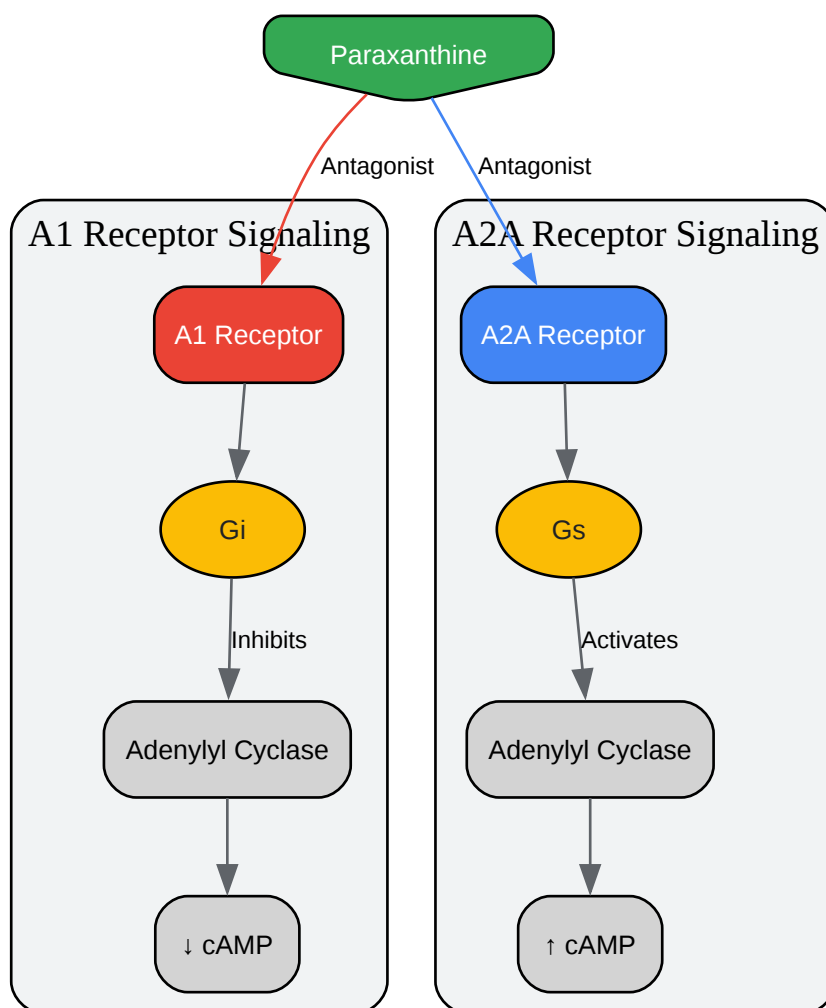 Paraxanthine
Antagonist
Antagonist
A1 Receptor Signaling
A2A Receptor Signaling
A1 Receptor
A2A Receptor
Gi
Gs
Inhibits
Activates
Adenylyl Cyclase
Adenylyl Cyclase
↓ cAMP
↑ cAMP